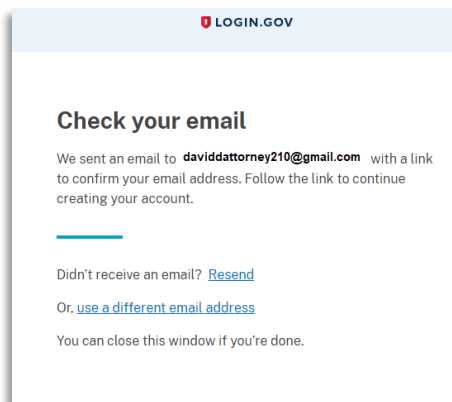 LOGIN.GOV
Check your email
We sent an email to daviddattorney210@gmail.com with a link
to confirm your email address. Follow the link to continue
creating your account.
Didn't receive an email? Resend
Or, use a different email address
You can close this window if you're done.